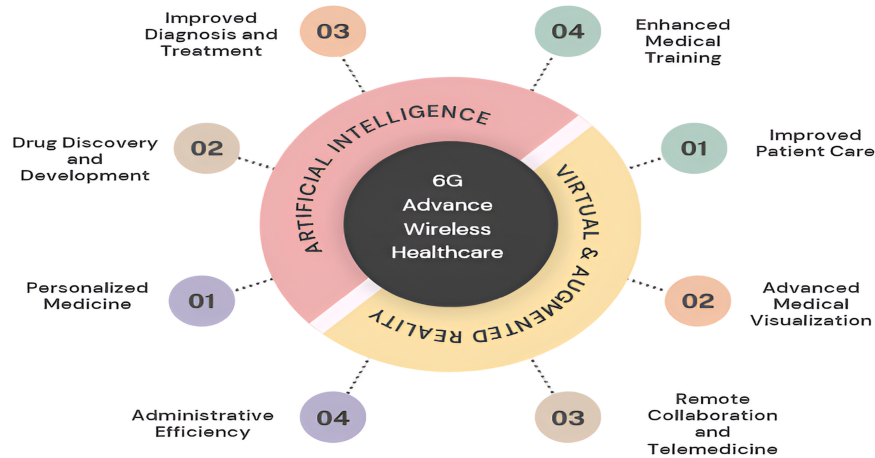 Improved
Diagnosis and
Treatment
03
04
Enhanced
Medical
Training
Drug Discovery
and
Development
02
01
Improved
Patient Care
ARTIFICIAL INTELLIGENCE
VIRTUAL & AUGMENTED REALITY
6G
Advance
Wireless
Healthcare
Personalized
Medicine
01
02
Advanced
Medical
Visualization
Administrative
Efficiency
04
03
Remote
Collaboration
and
Telemedicine